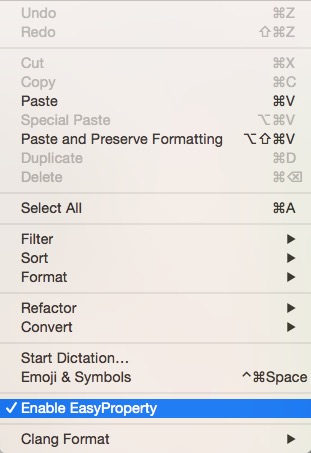 Undo ⌘Z
Redo ⇧⌘Z
Cut ⌘X
Copy ⌘C
Paste ⌘V
Special Paste ⌥⌘V
Paste and Preserve Formatting ⌥⇧⌘V
Duplicate ⌘D
Delete ⌘⌫
Select All ⌘A
Filter ▶
Sort ▶
Format ▶
Refactor ▶
Convert ▶
Start Dictation...
Emoji & Symbols ^⌘Space
✓ Enable EasyProperty
Clang Format ▶